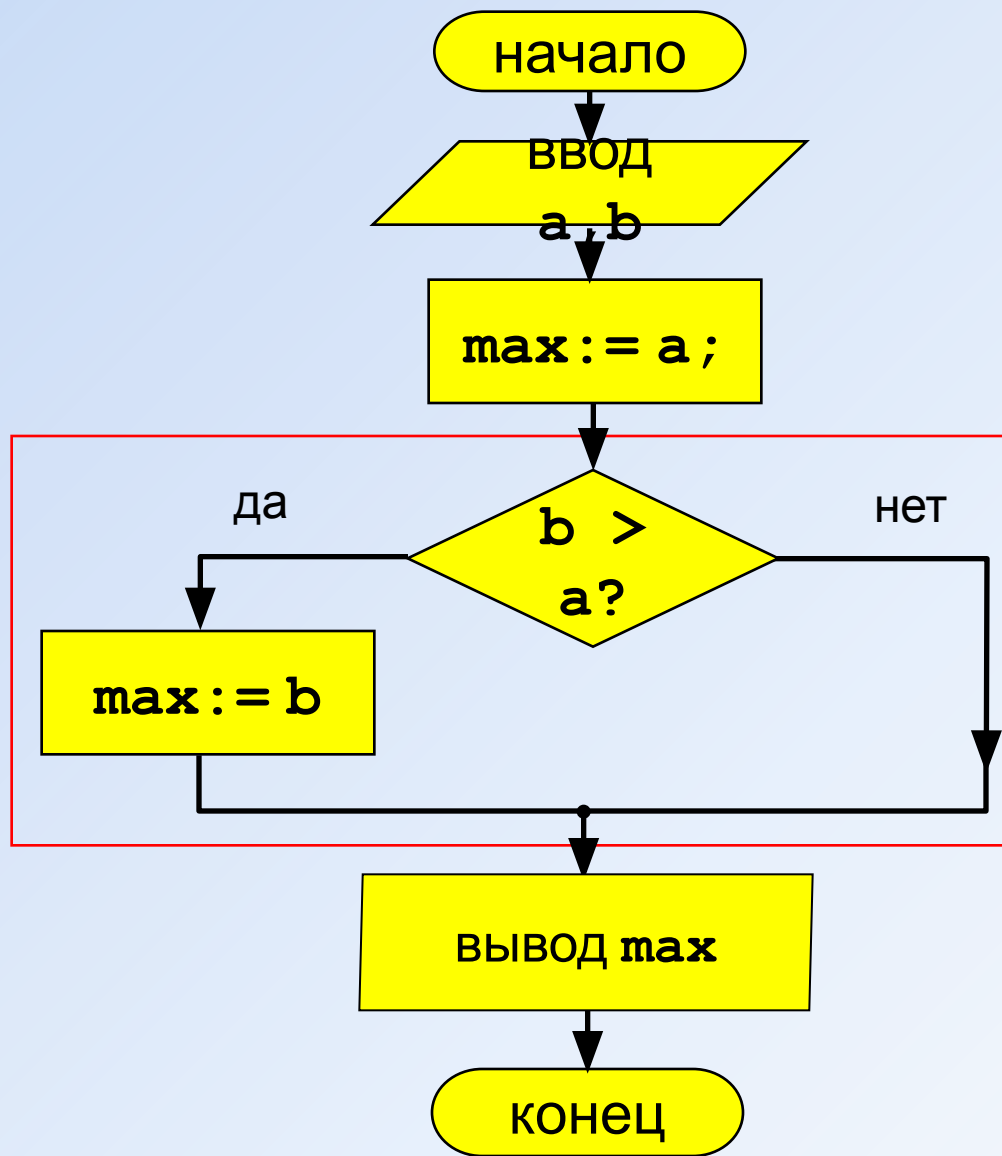 начало
ввод
a,b
max:= a;
да
нет
b >
a?
max:= b
вывод max
конец